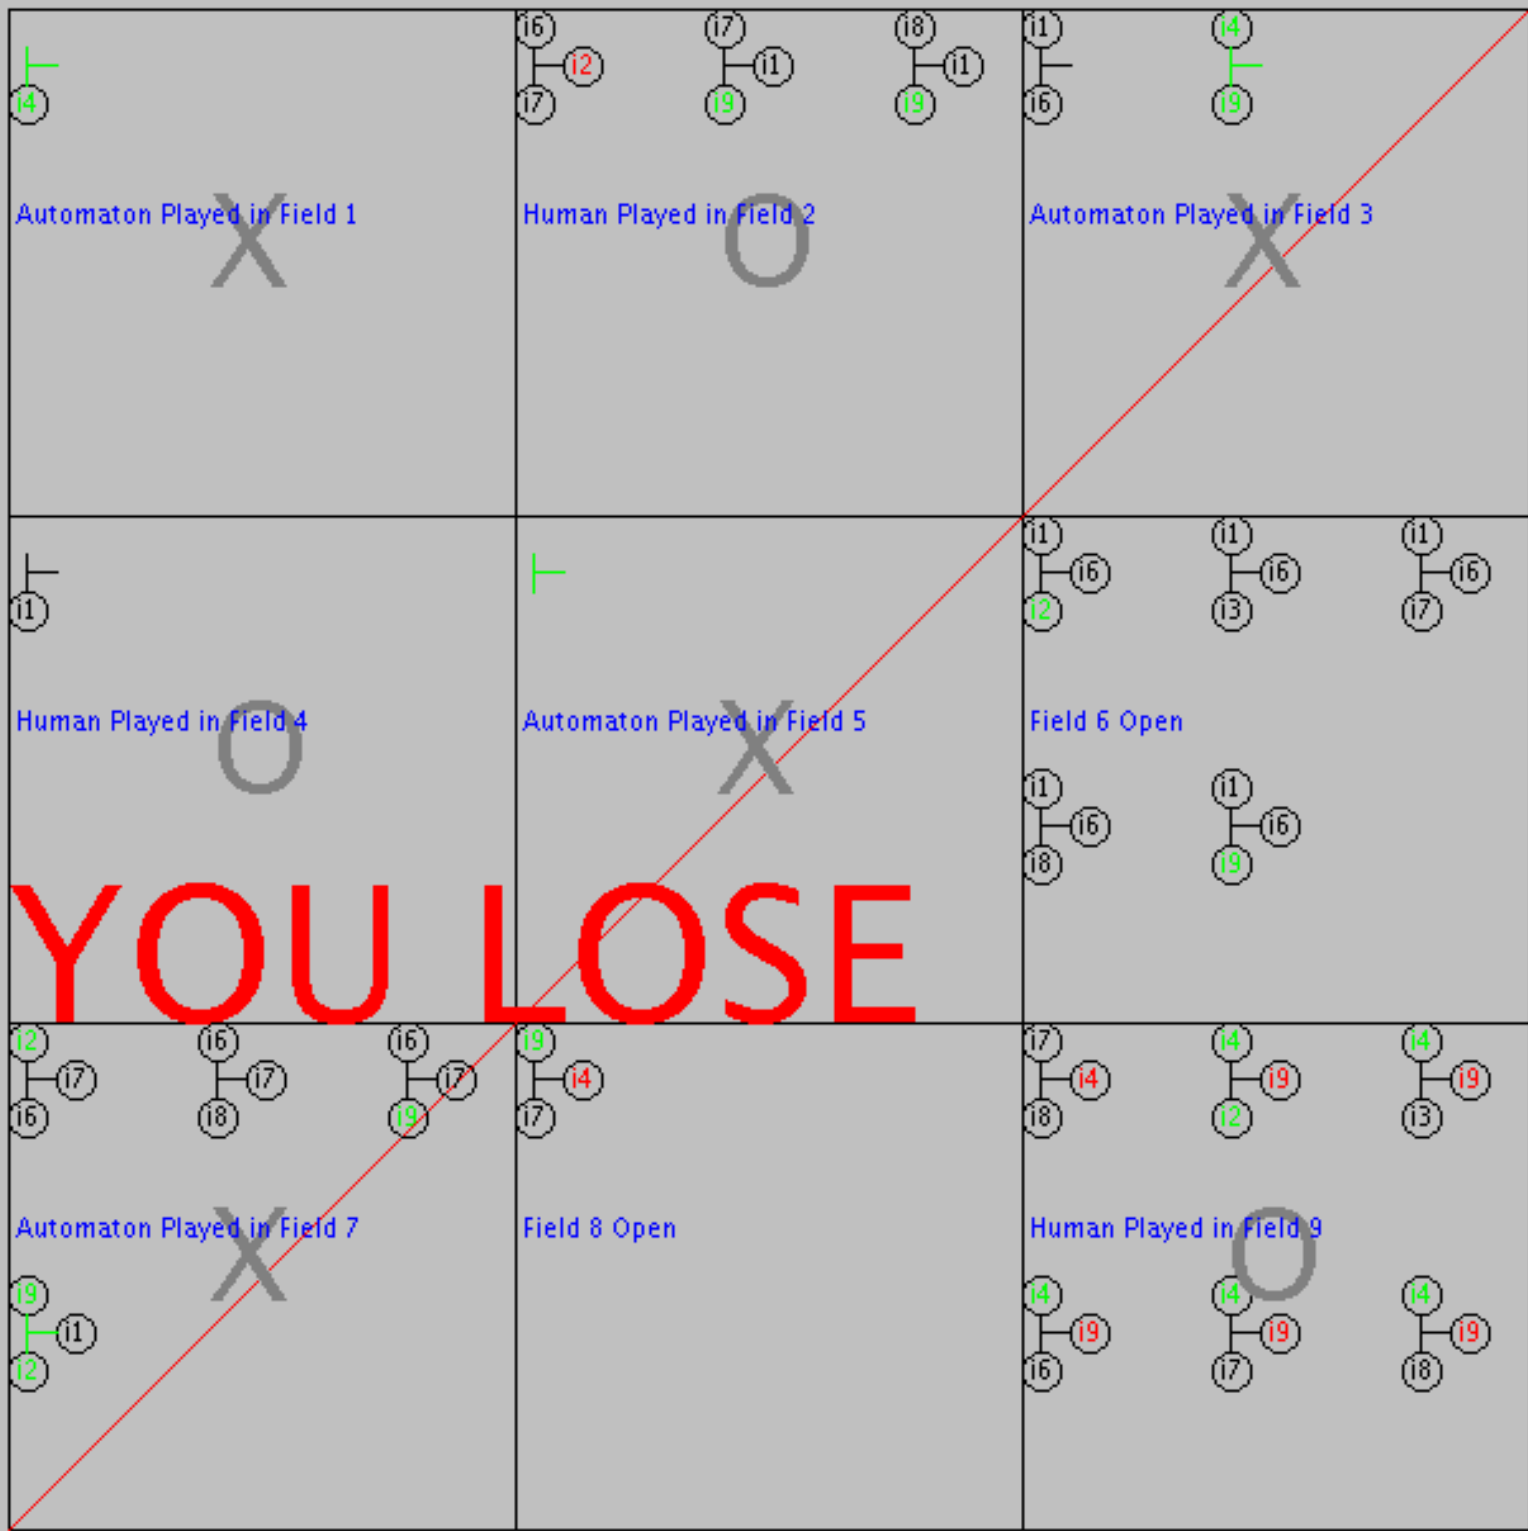 i6 i7 i8 i1 i4
i2 i1 i1
i4 i7 i9 i9 i6 i9
Automaton Played in Field 1 Human Played in Field 2 Automaton Played in Field 3
X O X
i1 i1 i1
i6 i6 i6
i1 i2 i3 i7
Human Played in Field 4 Automaton Played in Field 5 Field 6 Open
O X
i1 i1
i6 i6
i8 i9
YOU LOSE
i2 i6 i6 i9 i7 i4 i4
i7 i7 i7 i4 i4 i9 i9
i6 i8 i9 i7 i8 i2 i3
Automaton Played in Field 7 Field 8 Open Human Played in Field 9
X O
i9 i4 i4 i4
i1 i9 i9 i9
i2 i6 i7 i8